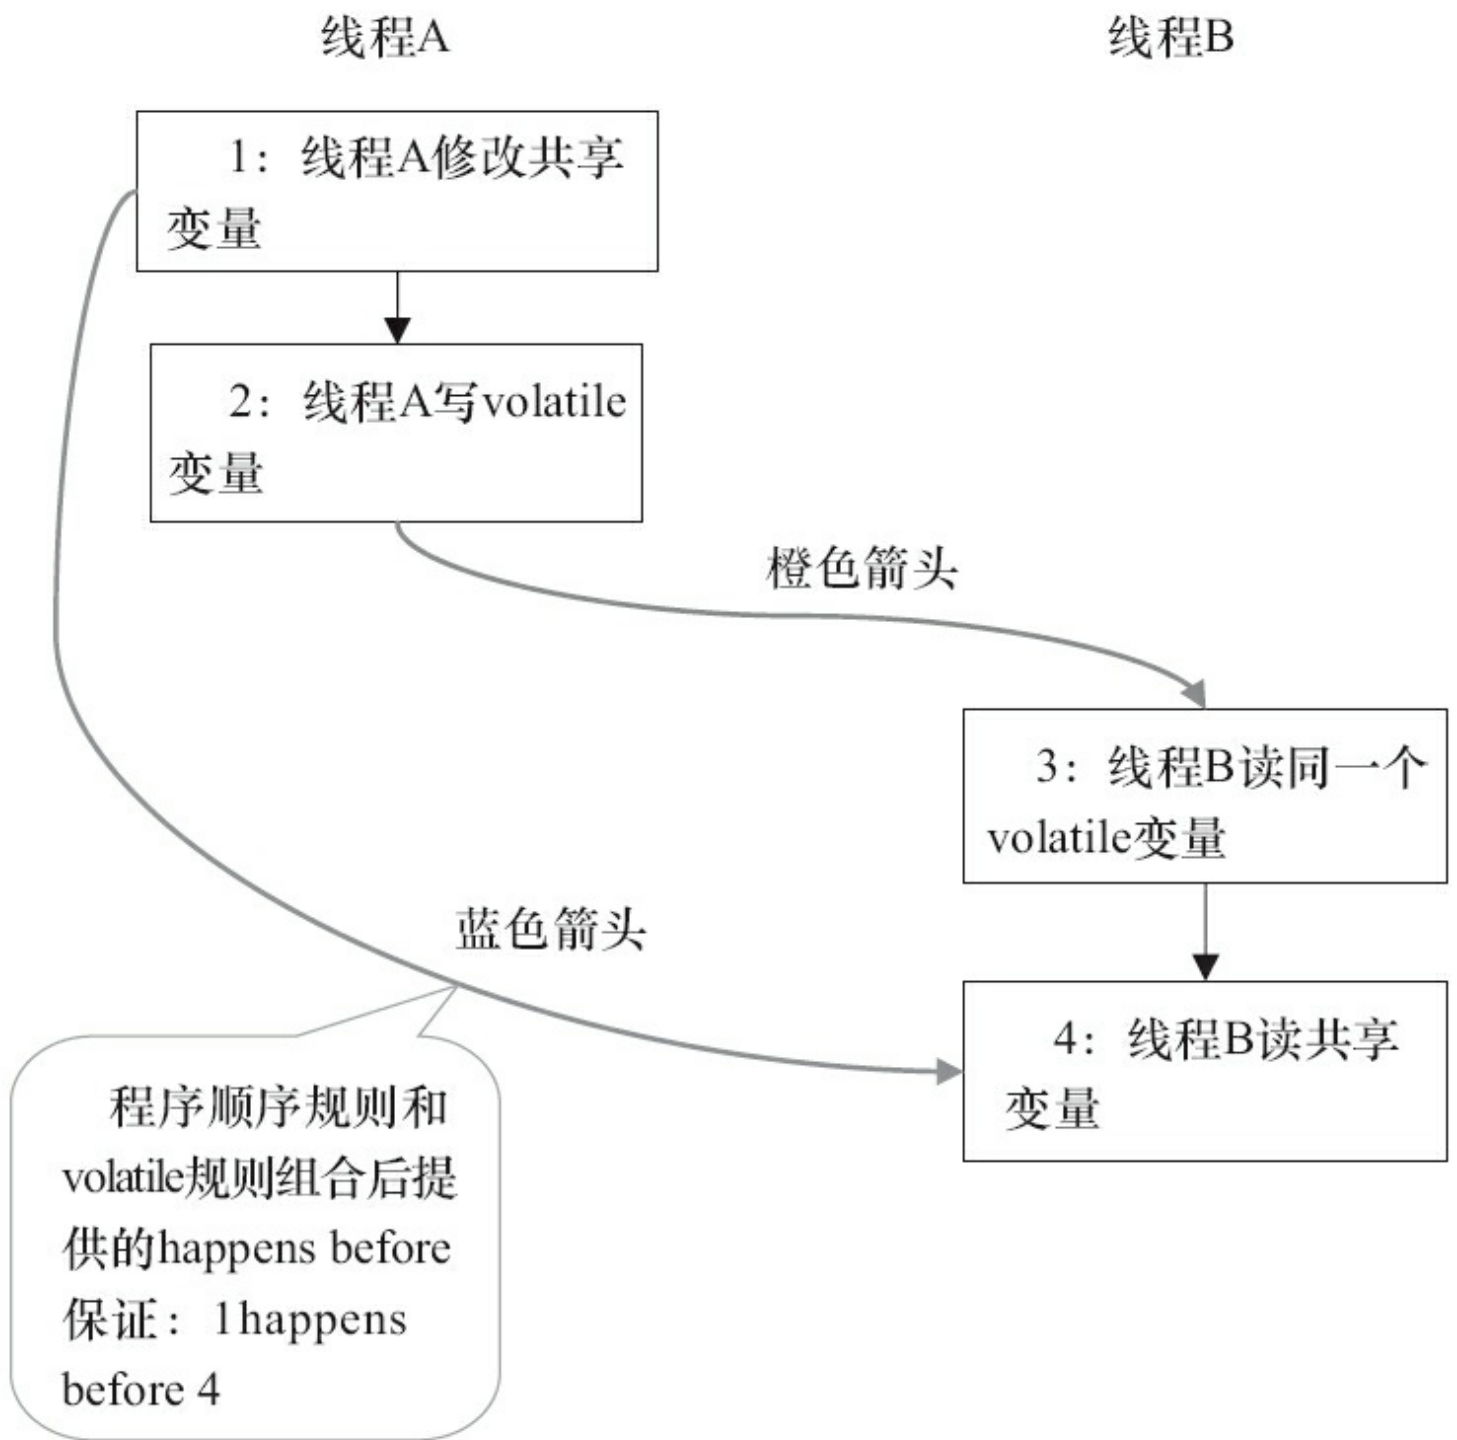 线程A
线程B
1：线程A修改共享
变量
2：线程A写volatile
变量
橙色箭头
3：线程B读同一个
volatile变量
蓝色箭头
4：线程B读共享
变量
程序顺序规则和
volatile规则组合后提
供的happens before
保证：1happens
before 4